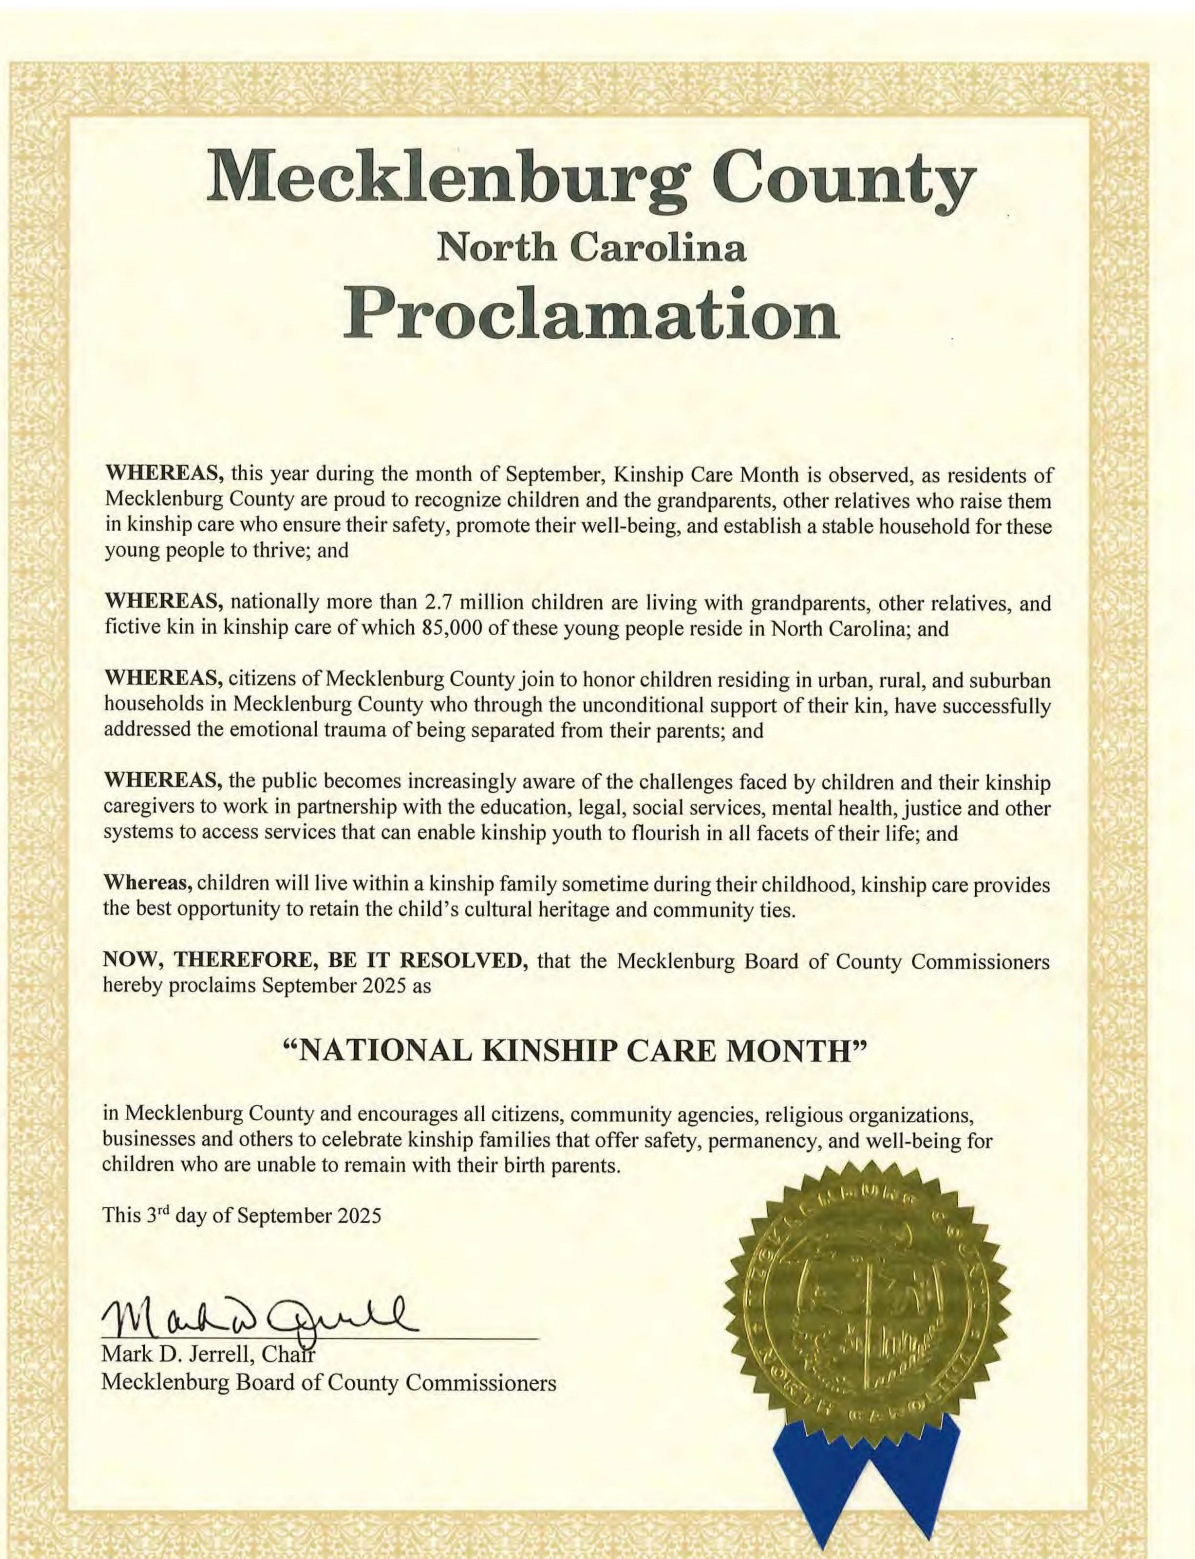 Mecklenburg County
North Carolina
Proclamation
WHEREAS, this year during the month of September, Kinship Care Month is observed, as residents of
Mecklenburg County are proud to recognize children and the grandparents, other relatives who raise them
in kinship care who ensure their safety, promote their well-being, and establish a stable household for these
young people to thrive; and
WHEREAS, nationally more than 2.7 million children are living with grandparents, other relatives, and
fictive kin in kinship care of which 85,000 of these young people reside in North Carolina; and
WHEREAS, citizens of Mecklenburg County join to honor children residing in urban, rural, and suburban
households in Mecklenburg County who through the unconditional support of their kin, have successfully
addressed the emotional trauma of being separated from their parents; and
WHEREAS, the public becomes increasingly aware of the challenges faced by children and their kinship
caregivers to work in partnership with the education, legal, social services, mental health, justice and other
systems to access services that can enable kinship youth to flourish in all facets of their life; and
Whereas, children will live within a kinship family sometime during their childhood, kinship care provides
the best opportunity to retain the child's cultural heritage and community ties.
NOW, THEREFORE, BE IT RESOLVED, that the Mecklenburg Board of County Commissioners
hereby proclaims September 2025 as
“NATIONAL KINSHIP CARE MONTH”
in Mecklenburg County and encourages all citizens, community agencies, religious organizations,
businesses and others to celebrate kinship families that offer safety, permanency, and well-being for
children who are unable to remain with their birth parents.
This 3rd day of September 2025
Mark D Jerrell
Mark D. Jerrell, Chair
Mecklenburg Board of County Commissioners
MECKLENBURG COUNTY
NORTH CAROLINA